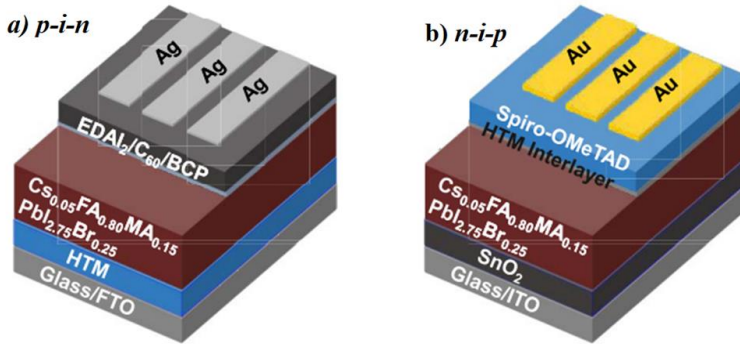 a) p-i-n
Ag
Ag
Ag
EDAI₂/C₆₀/BCP
Cs₀.₀₅FA₀.₈₀MA₀.₁₅
PbI₂.₇₅Br₀.₂₅
HTM
Glass/FTO
b) n-i-p
Au
Au
Au
Spiro-OMeTAD
HTM Interlayer
Cs₀.₀₅FA₀.₈₀MA₀.₁₅
PbI₂.₇₅Br₀.₂₅
SnO₂
Glass/ITO